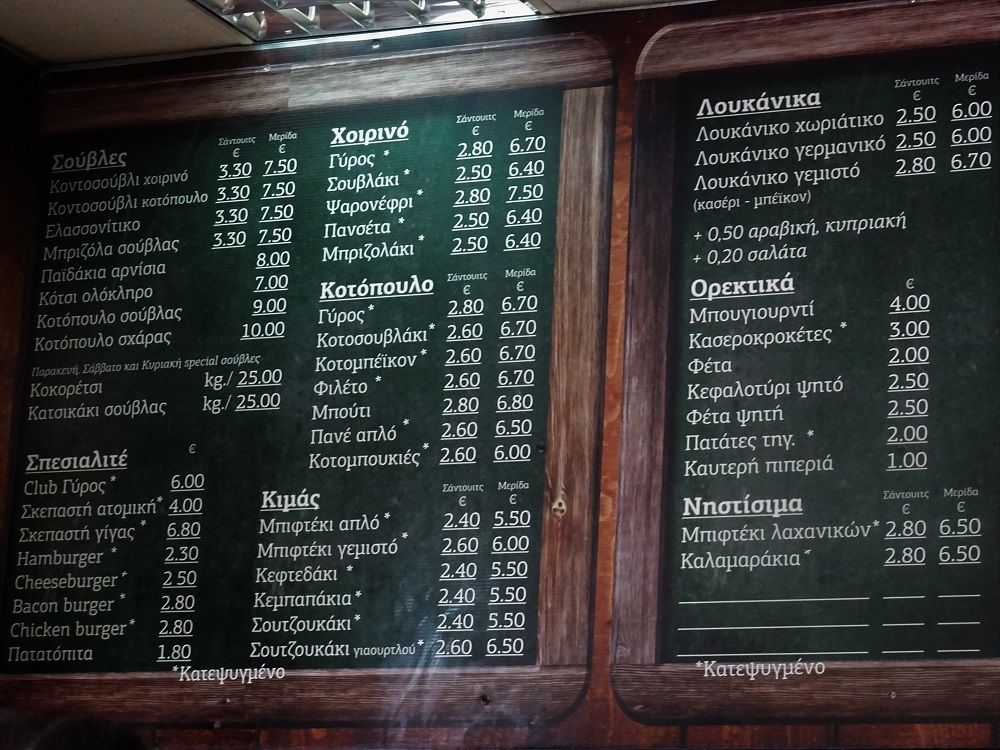 Σούβλες Σάντουιτς € Μερίδα €
Κοντοσούβλι χοιρινό 3.30 7.50
Κοντοσούβλι κοτόπουλο 3.30 7.50
Ελασσονίτικο 3.30 7.50
Μπριζόλα σούβλας 3.30 7.50
Παϊδάκια αρνίσια 8.00
Κότσι ολόκληρο 7.00
Κοτόπουλο σούβλας 9.00
Κοτόπουλο σχάρας 10.00
Παρακευή, Σάββατο και Κυριακή special σούβλες
Κοκορέτσι kg./ 25.00
Κατσικάκι σούβλας kg./ 25.00
Σπεσιαλιτέ €
Club Γύρος * 6.00
Σκεπαστή ατομική * 4.00
Σκεπαστή γίγας * 6.80
Hamburger * 2.30
Cheeseburger * 2 50
Bacon burger * 2.80
Chicken burger * 2.80
Πατατόπιτα 1.80
Χοιρινό Σάντουιτς € Μερίδα €
Γύρος * 2.80 6.70
Σουβλάκι * 2.50 6.40
Ψαρονέφρι * 2.80 7.50
Πανσέτα * 2.50 6.40
Μπριζολάκι * 2.50 6.40
Κοτόπουλο Σάντουιτς € Μερίδα €
Γύρος * 2.80 6.70
Κοτοσουβλάκι * 2.60 6.70
Κοτομπέϊκον * 2.60 6.70
Φιλέτο * 2.60 6.70
Μπούτι 2.80 6.80
Πανέ απλό * 2.60 6.50
Κοτομπουκιές * 2.60 6.00
Κιμάς Σάντουιτς € Μερίδα €
Μπιφτέκι απλό * 2.40 5.50
Μπιφτέκι γεμιστό * 2.60 6.00
Κεφτεδάκι * 2.40 5.50
Κεμπαπάκια * 2.40 5.50
Σουτζουκάκι * 2.40 5.50
Σουτζουκάκι γιαουρτλού * 2.60 6.50
*Κατεψυγμένο
Λουκάνικα Σάντουιτς € Μερίδα €
Λουκάνικο χωριάτικο 2.50 6.00
Λουκάνικο γερμανικό 2.50 6.00
Λουκάνικο γεμιστό 2.80 6.70
(κασέρι - μπέϊκον)
+ 0,50 αραβική, κυπριακή
+ 0,20 σαλάτα
Ορεκτικά €
Μπουγιουρντί 4.00
Κασεροκροκέτες * 3.00
Φέτα 2.00
Κεφαλοτύρι ψητό 2.50
Φέτα ψητή 2.50
Πατάτες τηγ. * 2.00
Καυτερή πιπεριά 1.00
Νηστίσιμα Σάντουιτς € Μερίδα €
Μπιφτέκι λαχανικών * 2.80 6.50
Καλαμαράκια * 2.80 6.50
*Κατεψυγμένο